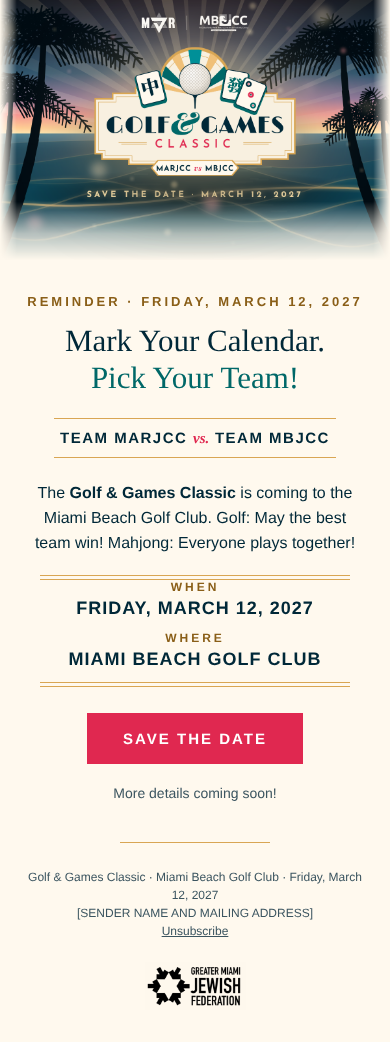 M R MBJCC
中
GOLF & GAMES
CLASSIC
MARJCC vs MBJCC
SAVE THE DATE · MARCH 12, 2027
REMINDER · FRIDAY, MARCH 12, 2027
Mark Your Calendar.
Pick Your Team!
TEAM MARJCC vs. TEAM MBJCC
The Golf & Games Classic is coming to the
Miami Beach Golf Club. Golf: May the best
team win! Mahjong: Everyone plays together!
WHEN
FRIDAY, MARCH 12, 2027
WHERE
MIAMI BEACH GOLF CLUB
SAVE THE DATE
More details coming soon!
Golf & Games Classic · Miami Beach Golf Club · Friday, March
12, 2027
[SENDER NAME AND MAILING ADDRESS]
Unsubscribe
GREATER MIAMI
JEWISH
FEDERATION